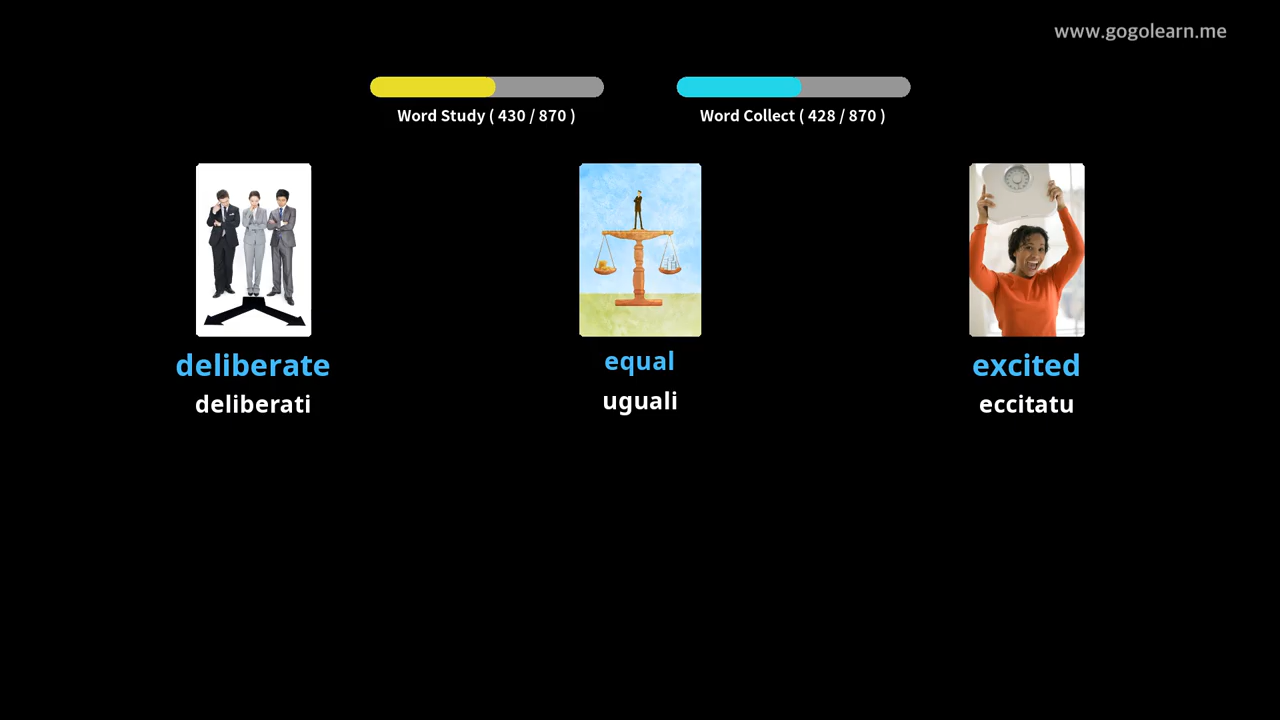 www.gogolearn.me
Word Study ( 430 / 870 )
Word Collect ( 428 / 870 )
deliberate
deliberati
equal
uguali
excited
eccitatu